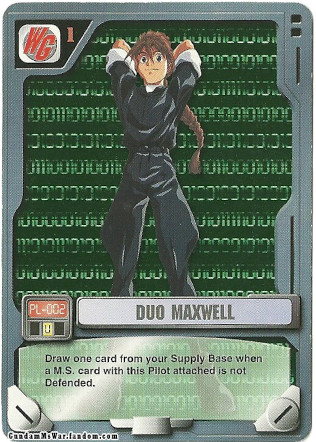 WG 1
DUO MAXWELL
PL-002
U
Draw one card from your Supply Base when
a M.S. card with this Pilot attached is not
Defended.
GundamMsWar.fandom.com